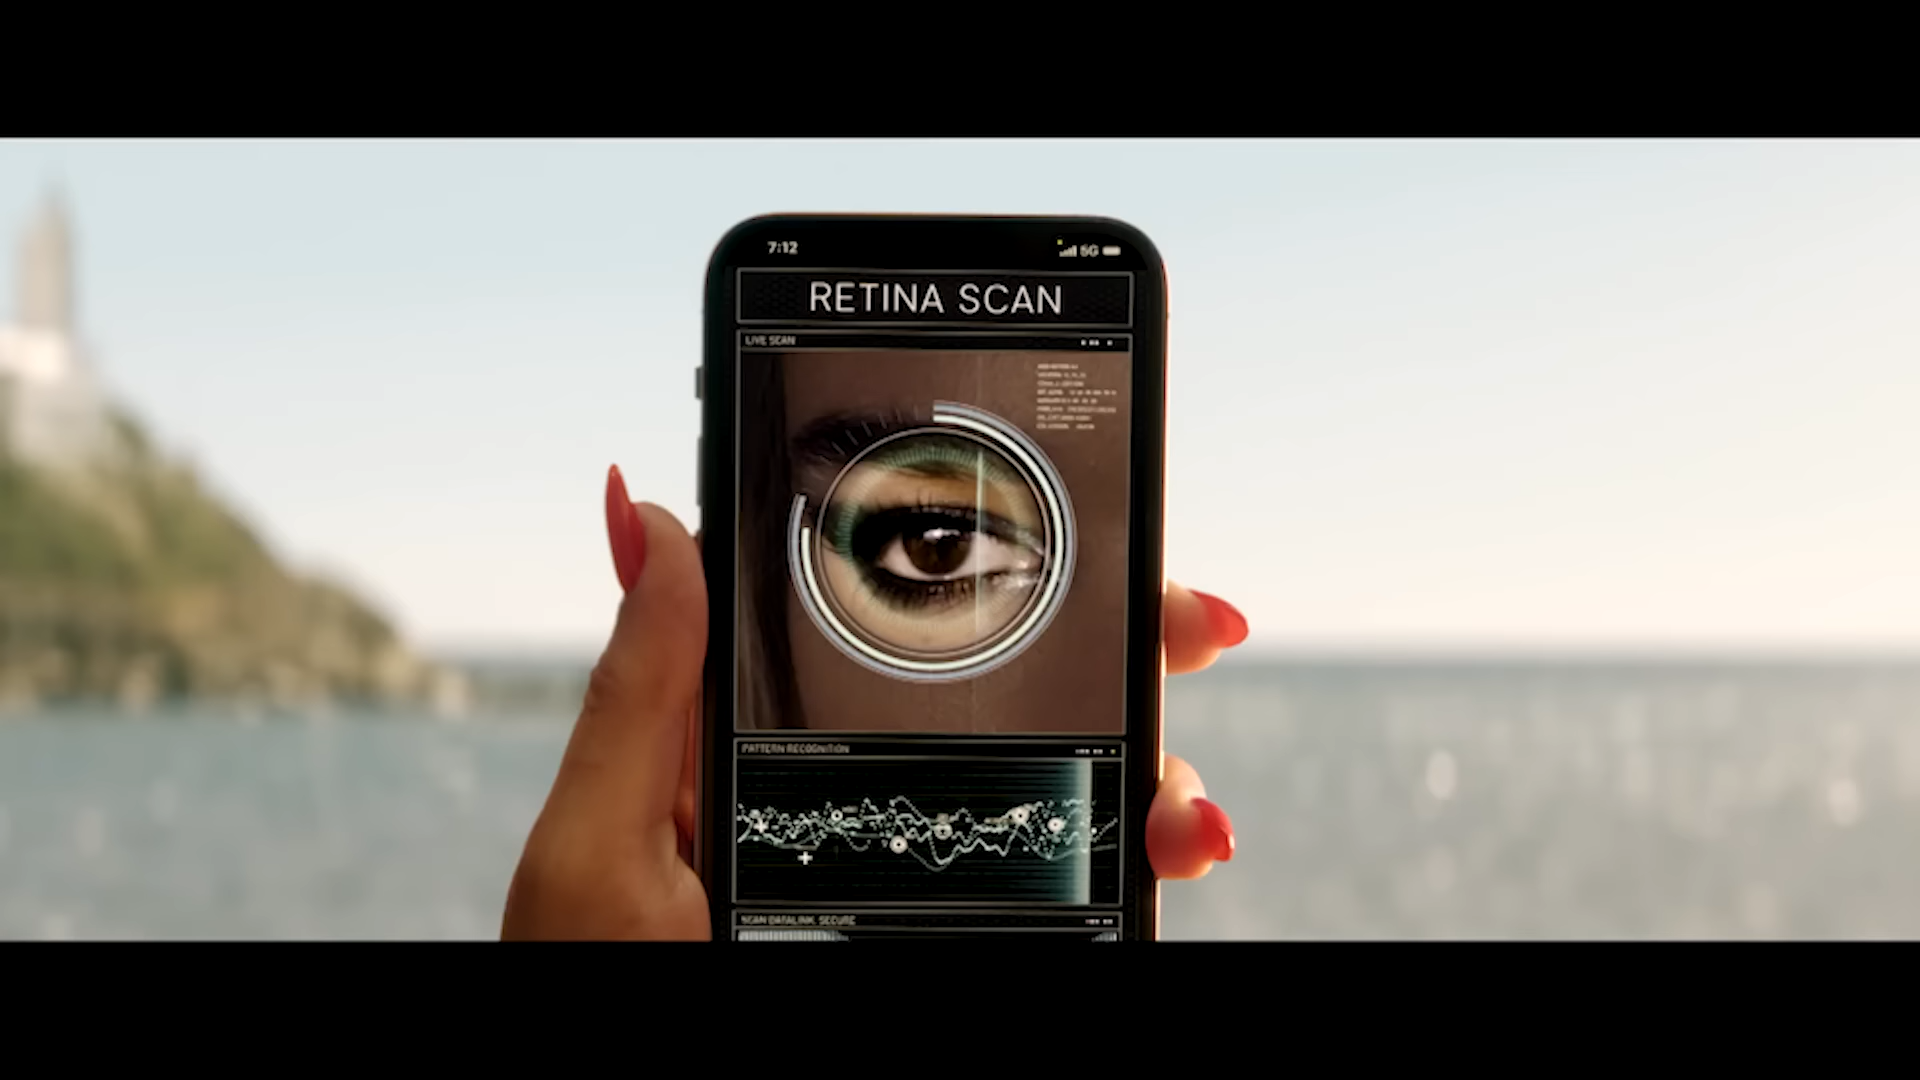 7:12
5G
RETINA SCAN
LIVE SCAN
PATTERN RECOGNITION
SCAN DATALINK SECURE